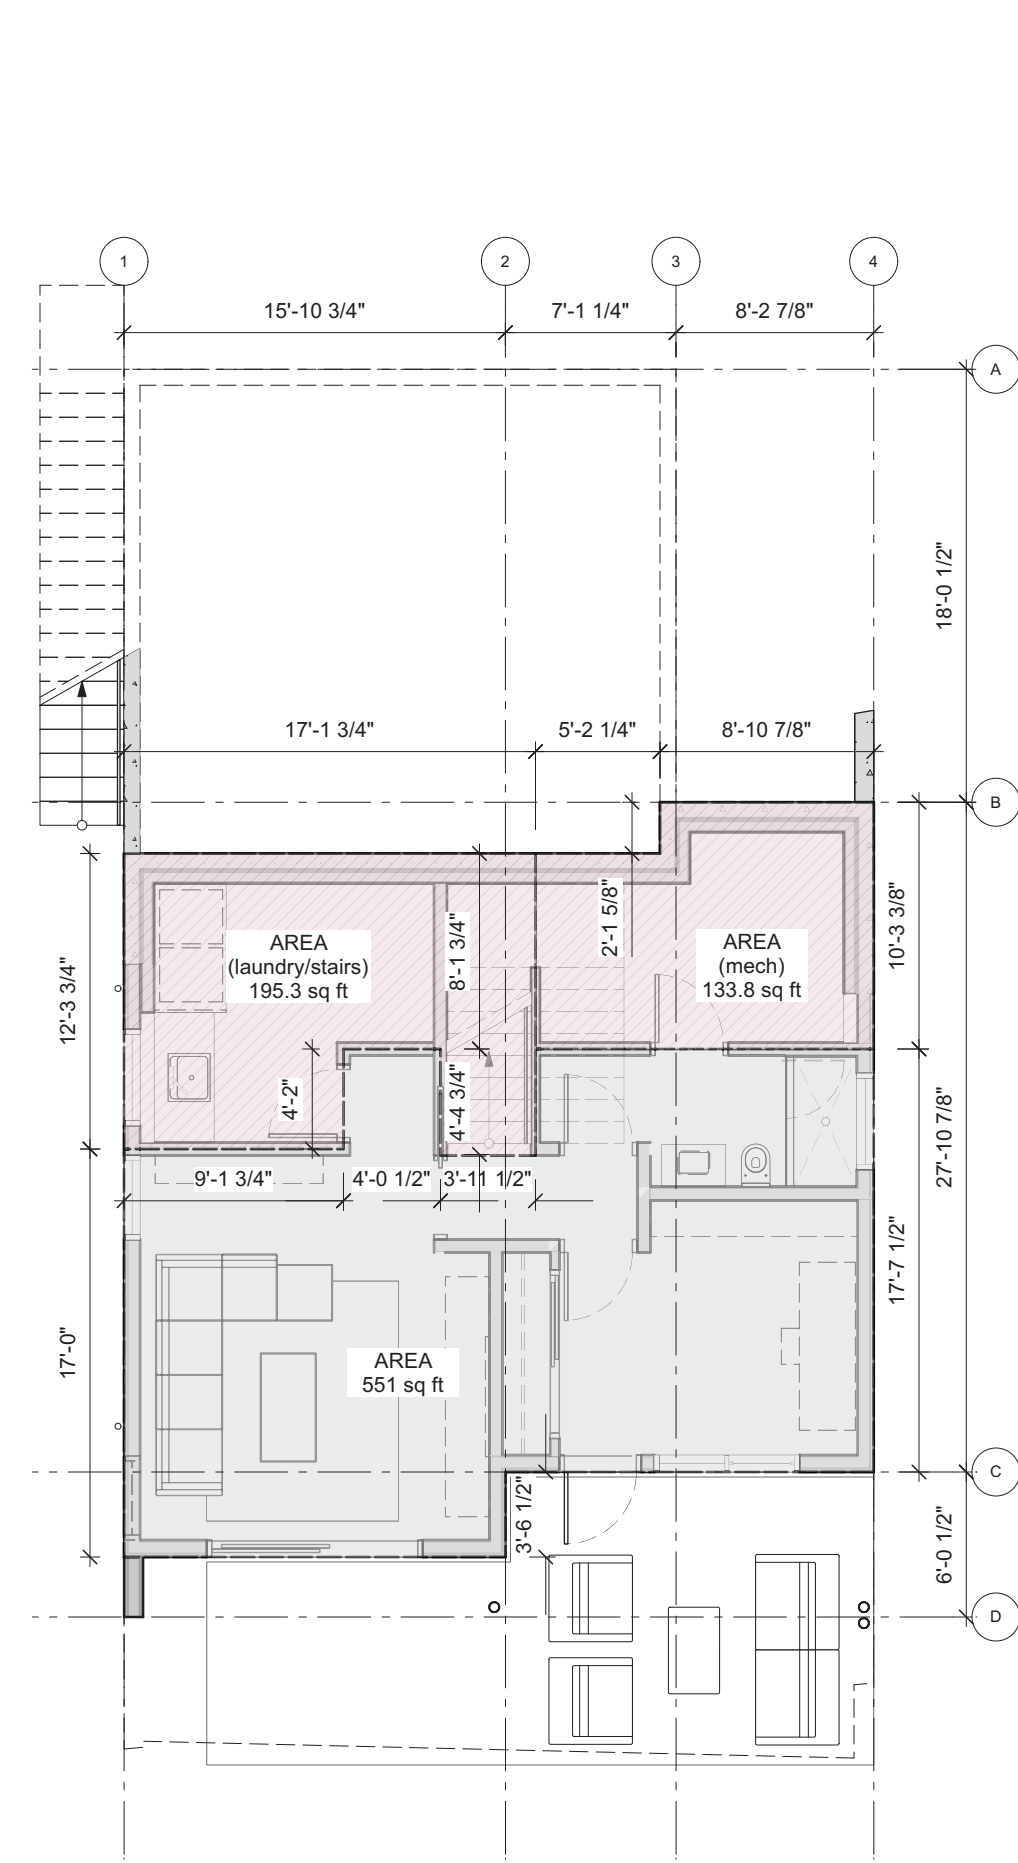 1
2
3
4
15'-10 3/4"
7'-1 1/4"
8'-2 7/8"
A
18'-0 1/2"
17'-1 3/4"
5'-2 1/4"
8'-10 7/8"
B
12'-3 3/4"
8'-1 3/4"
2'-1 5/8"
10'-3 3/8"
AREA
(laundry/stairs)
195.3 sq ft
AREA
(mech)
133.8 sq ft
4'-2"
4'-4 3/4"
27'-10 7/8"
9'-1 3/4"
4'-0 1/2"
3'-11 1/2"
17'-7 1/2"
17'-0"
AREA
551 sq ft
C
3'-6 1/2"
6'-0 1/2"
D